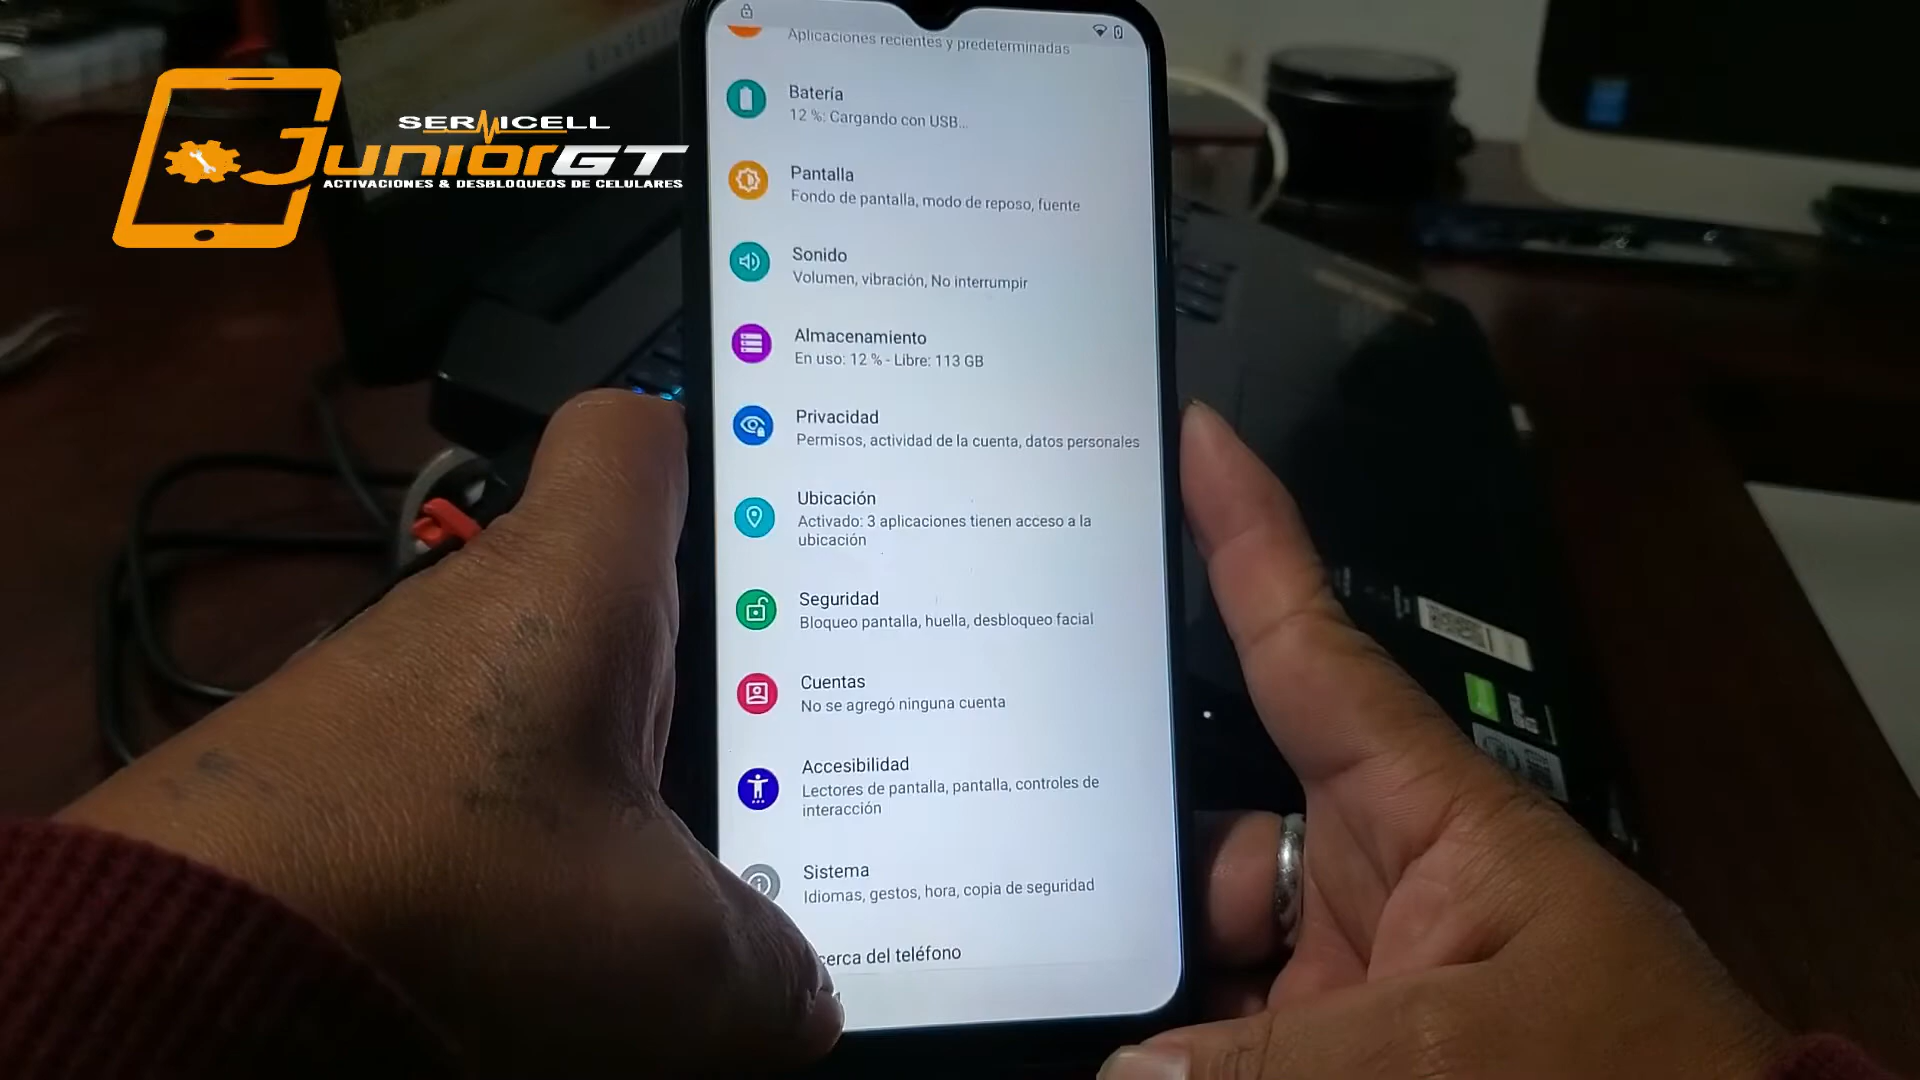 SERVICELL
JUNIORGT
ACTIVACIONES & DESBLOQUEOS DE CELULARES
Aplicaciones recientes y predeterminadas
Batería
12 %: Cargando con USB...
Pantalla
Fondo de pantalla, modo de reposo, fuente
Sonido
Volumen, vibración, No interrumpir
Almacenamiento
En uso: 12 % - Libre: 113 GB
Privacidad
Permisos, actividad de la cuenta, datos personales
Ubicación
Activado: 3 aplicaciones tienen acceso a la
ubicación
Seguridad
Bloqueo pantalla, huella, desbloqueo facial
Cuentas
No se agregó ninguna cuenta
Accesibilidad
Lectores de pantalla, pantalla, controles de
interacción
Sistema
Idiomas, gestos, hora, copia de seguridad
cerca del teléfono